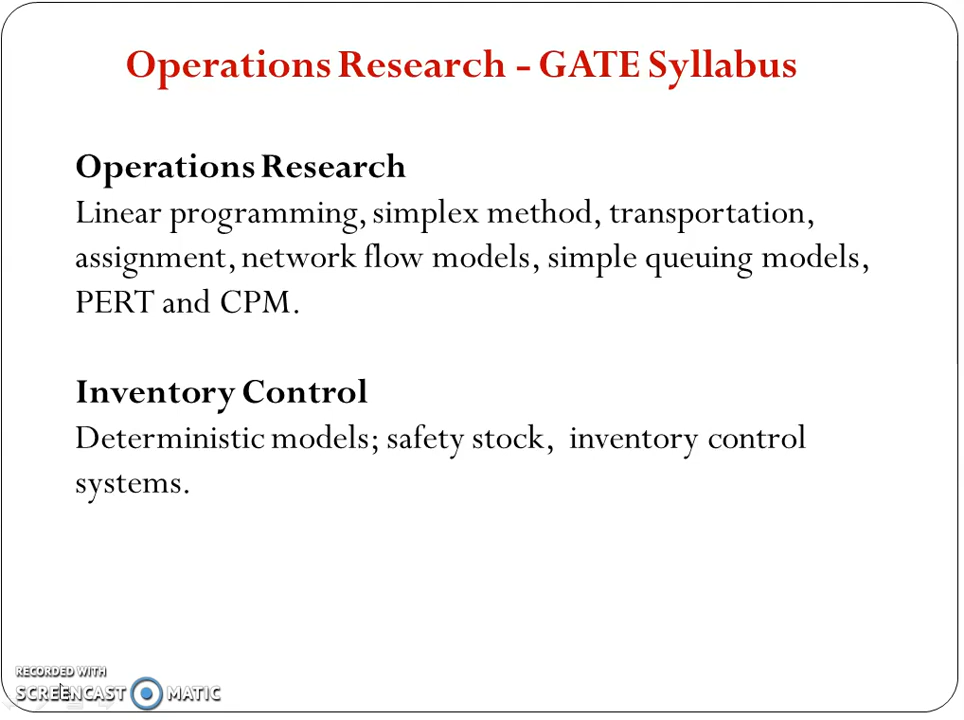 Operations Research - GATE Syllabus
Operations Research
Linear programming, simplex method, transportation,
assignment, network flow models, simple queuing models,
PERT and CPM.
Inventory Control
Deterministic models; safety stock, inventory control
systems.
RECORDED WITH
SCREENCAST MATIC